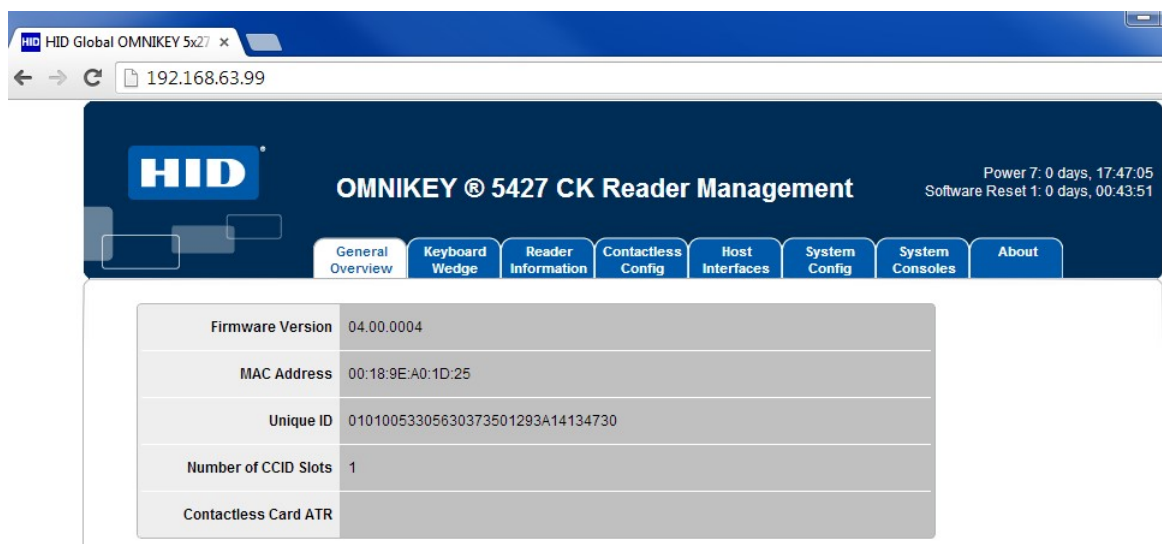 HID HID Global OMNIKEY 5x27 ×
192.168.63.99
HID
OMNIKEY ® 5427 CK Reader Management
Power 7: 0 days, 17:47:05
Software Reset 1: 0 days, 00:43:51
General Overview
Keyboard Wedge
Reader Information
Contactless Config
Host Interfaces
System Config
System Consoles
About
Firmware Version 04.00.0004
MAC Address 00:18:9E:A0:1D:25
Unique ID 01010053305630373501293A14134730
Number of CCID Slots 1
Contactless Card ATR